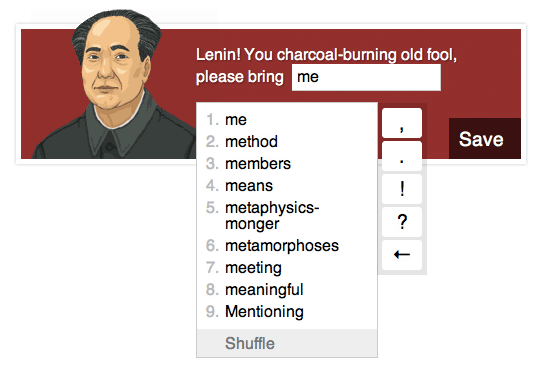 Lenin! You charcoal-burning old fool,
please bring me
1. me
2. method
3. members
4. means
5. metaphysics-
monger
6. metamorphoses
7. meeting
8. meaningful
9. Mentioning
Shuffle
,
.
!
?
←
Save